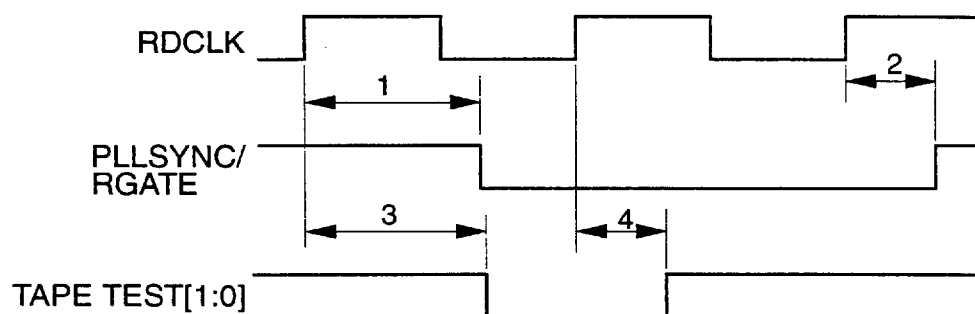 RDCLK
1
2
PLLSYNC/
RGATE
3
4
TAPE TEST[1:0]